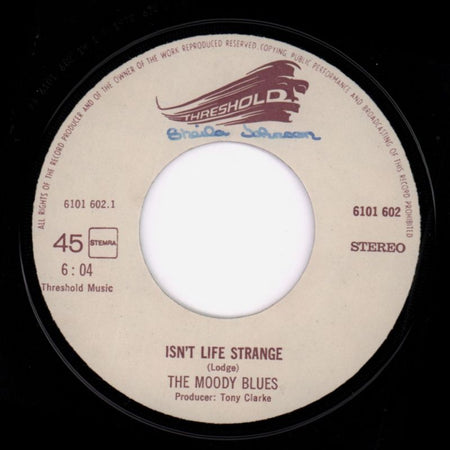 ALL RIGHTS OF THE RECORD PRODUCER AND OF THE OWNER OF THE WORK REPRODUCED RESERVED. COPYING, PUBLIC PERFORMANCE AND BROADCASTING OF THIS RECORD PROHIBITED
THRESHOLD
Sheila Johnson
6101 602.1
6101 602
45 STEMRA
STEREO
6:04
Threshold Music
ISN'T LIFE STRANGE
(Lodge)
THE MOODY BLUES
Producer: Tony Clarke